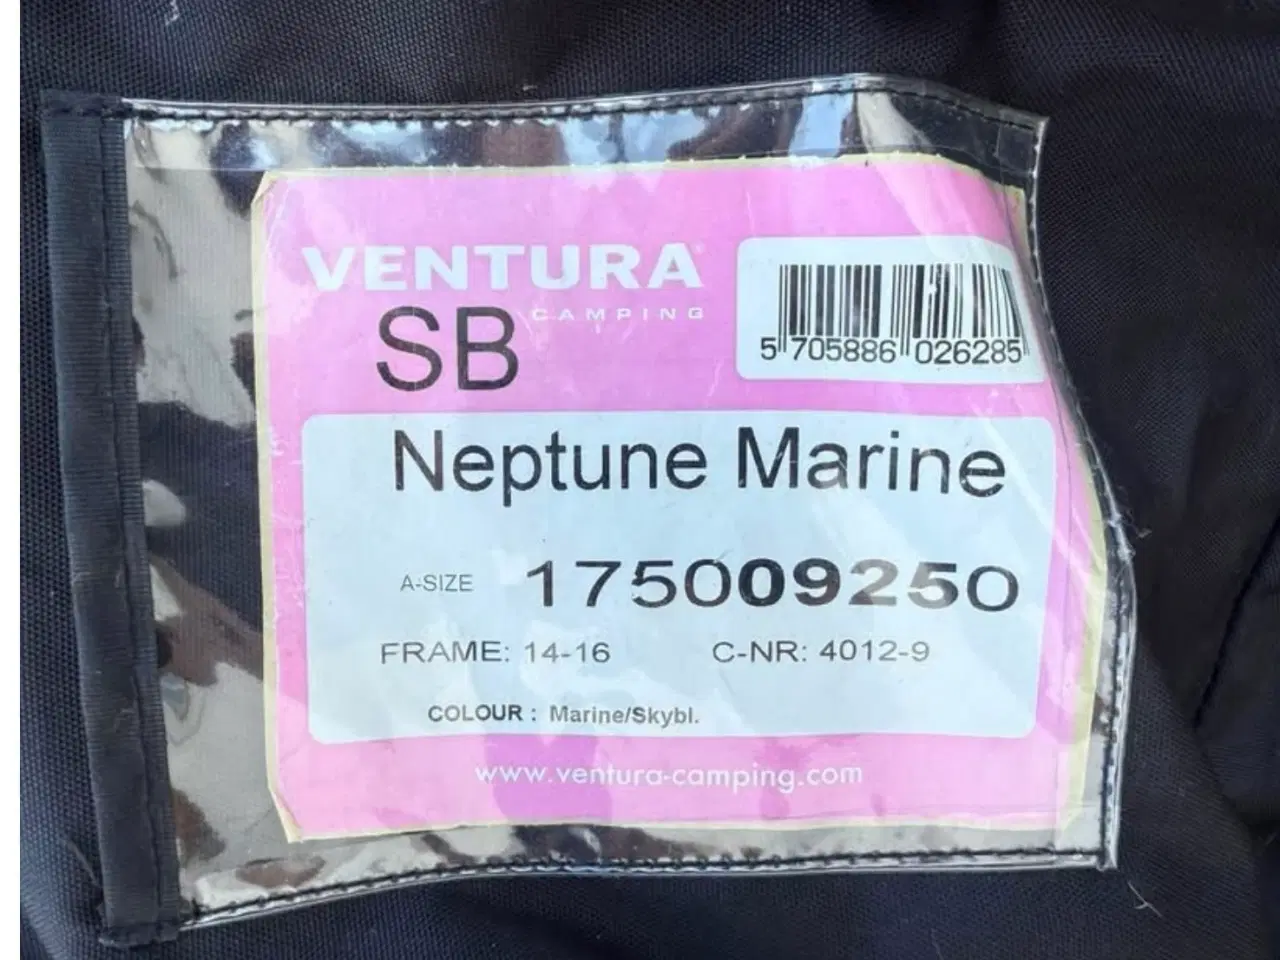 VENTURA
CAMPING
SB
5 705886 026285
Neptune Marine
A-SIZE 175009250
FRAME: 14-16 C-NR: 4012-9
COLOUR : Marine/Skybl.
www.ventura-camping.com